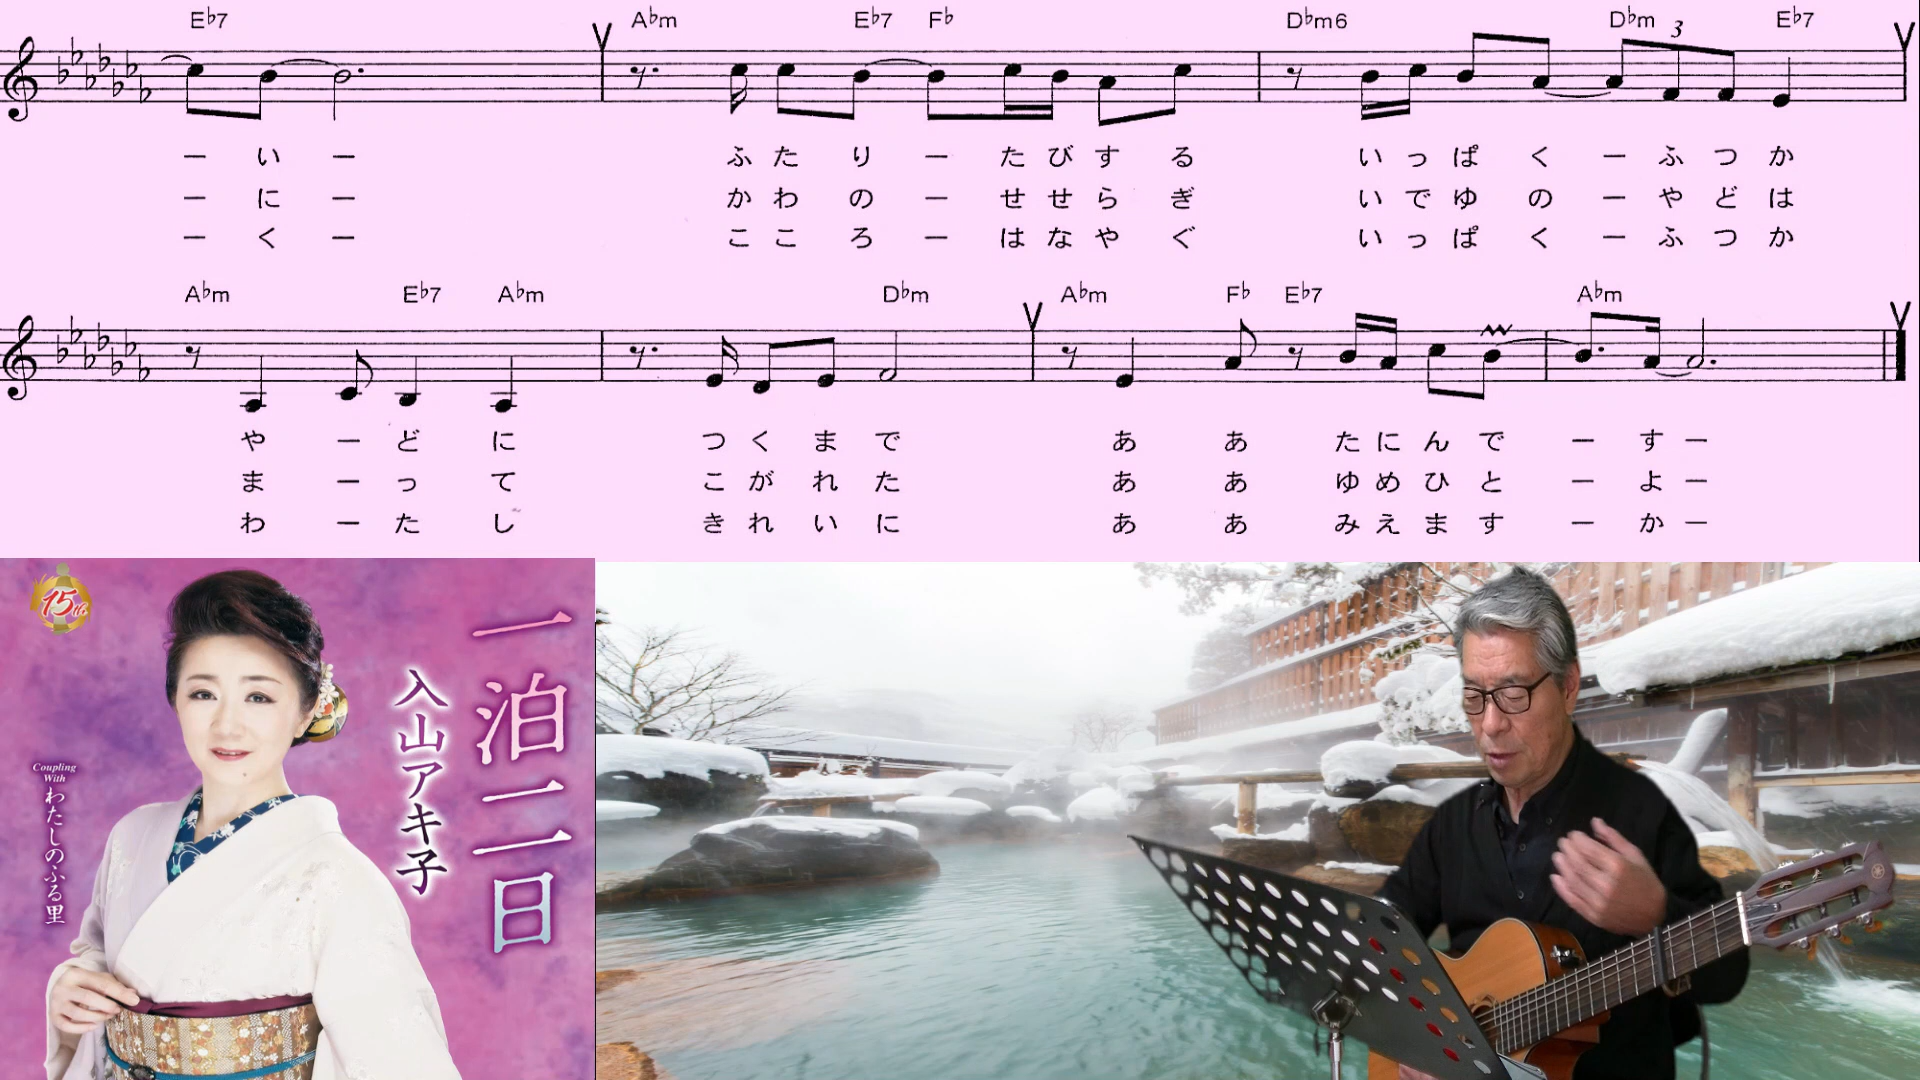 E♭7 A♭m E♭7 F♭ D♭m6 D♭m 3 E♭7
ー い ー ふ た り ー た び す る い っ ぱ く ー ふ つ か
ー に ー か わ の ー せ せ ら ぎ い で ゆ の ー や ど は
ー く ー こ こ ろ ー は な や ぐ い っ ぱ く ー ふ つ か
A♭m E♭7 A♭m D♭m A♭m F♭ E♭7 A♭m
や ー ど に つ く ま で あ あ た に ん で ー す ー
ま ー っ て こ が れ た あ あ ゆ め ひ と ー よ ー
わ ー た し き れ い に あ あ み え ま す ー か ー
15th
一泊二日
入山アキ子
Coupling
With
わたしのふる里